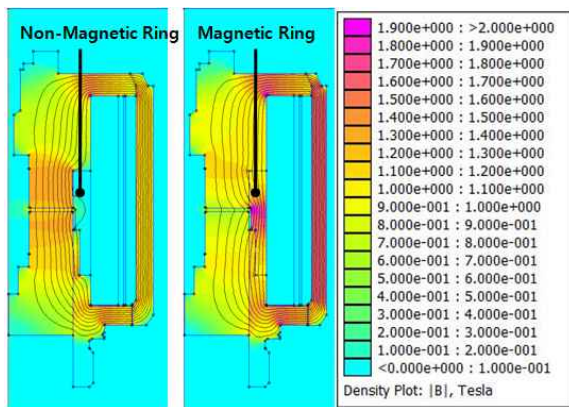 Non-Magnetic Ring
Magnetic Ring
1.900e+000 : >2.000e+000
1.800e+000 : 1.900e+000
1.700e+000 : 1.800e+000
1.600e+000 : 1.700e+000
1.500e+000 : 1.600e+000
1.400e+000 : 1.500e+000
1.300e+000 : 1.400e+000
1.200e+000 : 1.300e+000
1.100e+000 : 1.200e+000
1.000e+000 : 1.100e+000
9.000e-001 : 1.000e+000
8.000e-001 : 9.000e-001
7.000e-001 : 8.000e-001
6.000e-001 : 7.000e-001
5.000e-001 : 6.000e-001
4.000e-001 : 5.000e-001
3.000e-001 : 4.000e-001
2.000e-001 : 3.000e-001
1.000e-001 : 2.000e-001
<0.000e+000 : 1.000e-001
Density Plot: |B|, Tesla